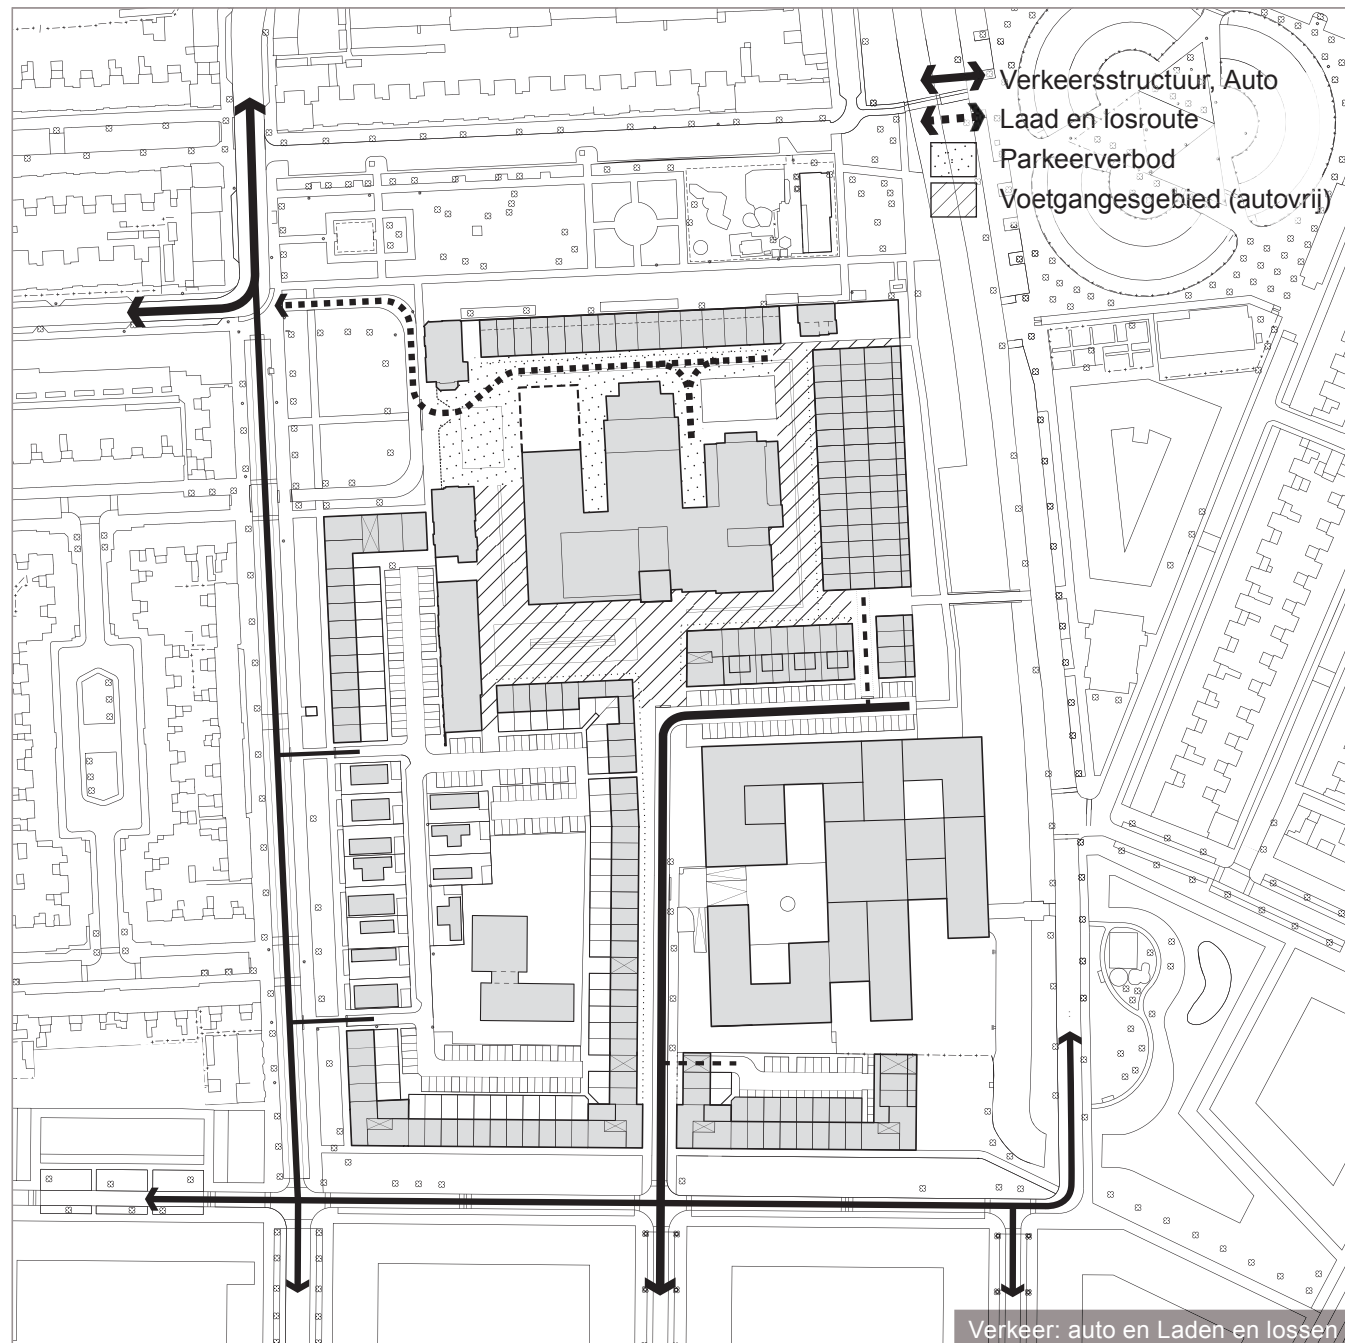 Verkeersstructuur, Auto
Laad en losroute
Parkeerverbod
Voetgangesgebied (autovrij)
Verkeer: auto en Laden en lossen